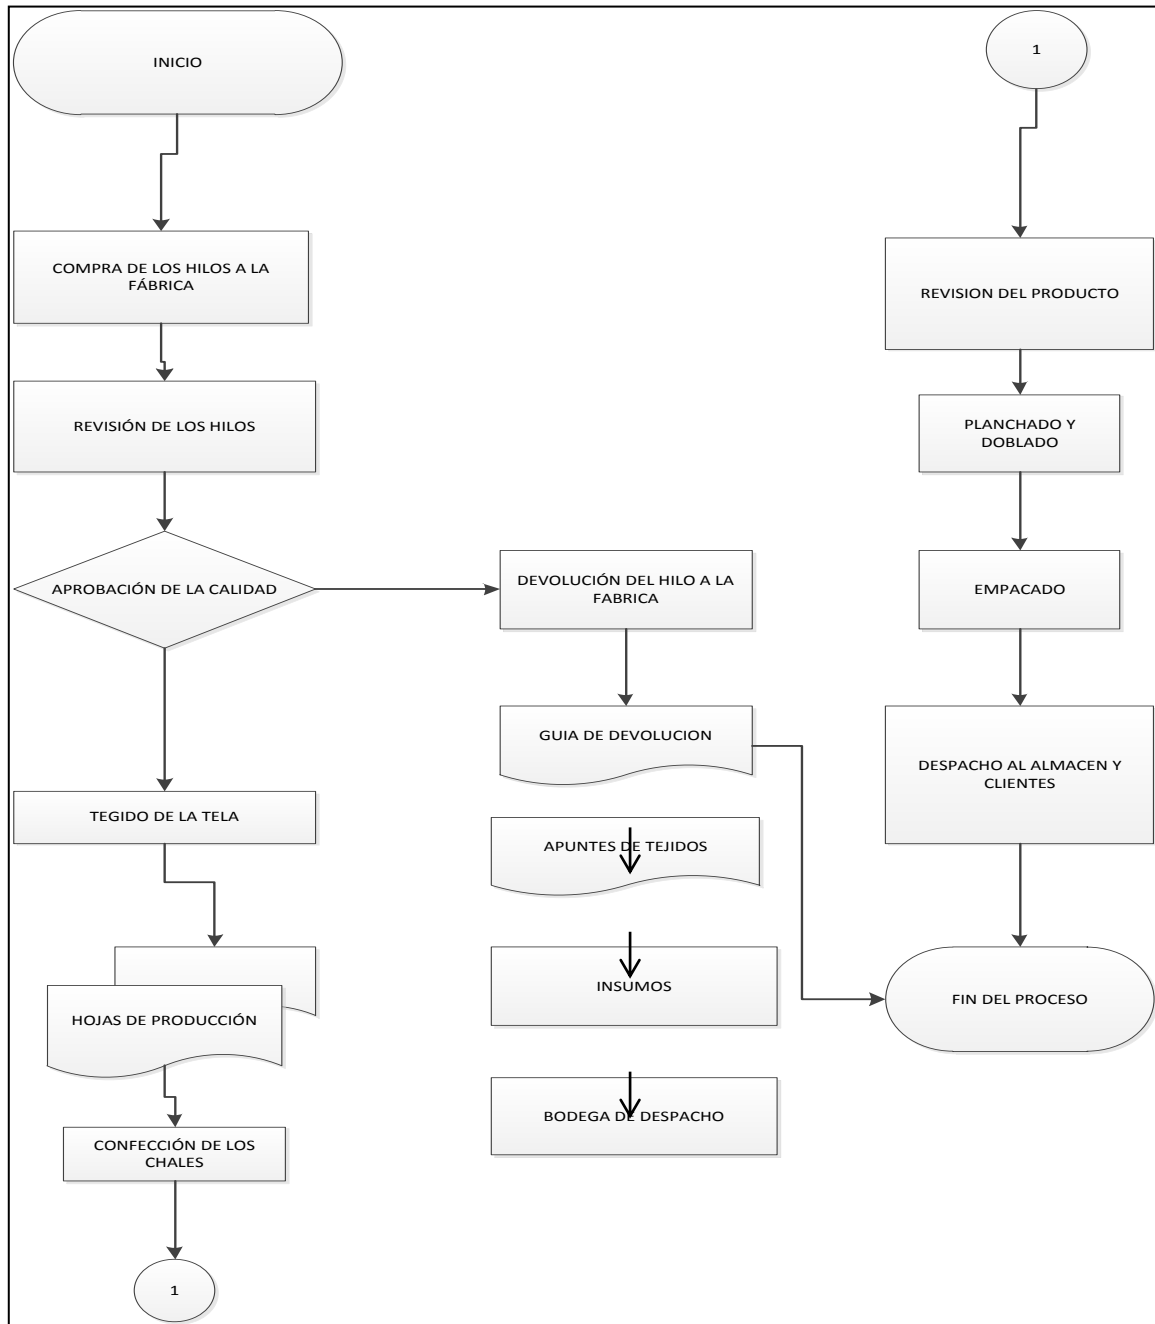 INICIO
COMPRA DE LOS HILOS A LA
FÁBRICA
REVISIÓN DE LOS HILOS
APROBACIÓN DE LA CALIDAD
TEGIDO DE LA TELA
HOJAS DE PRODUCCIÓN
CONFECCIÓN DE LOS
CHALES
1
DEVOLUCIÓN DEL HILO A LA
FABRICA
GUIA DE DEVOLUCION
APUNTES DE TEJIDOS
INSUMOS
BODEGA DE DESPACHO
1
REVISION DEL PRODUCTO
PLANCHADO Y
DOBLADO
EMPACADO
DESPACHO AL ALMACEN Y
CLIENTES
FIN DEL PROCESO